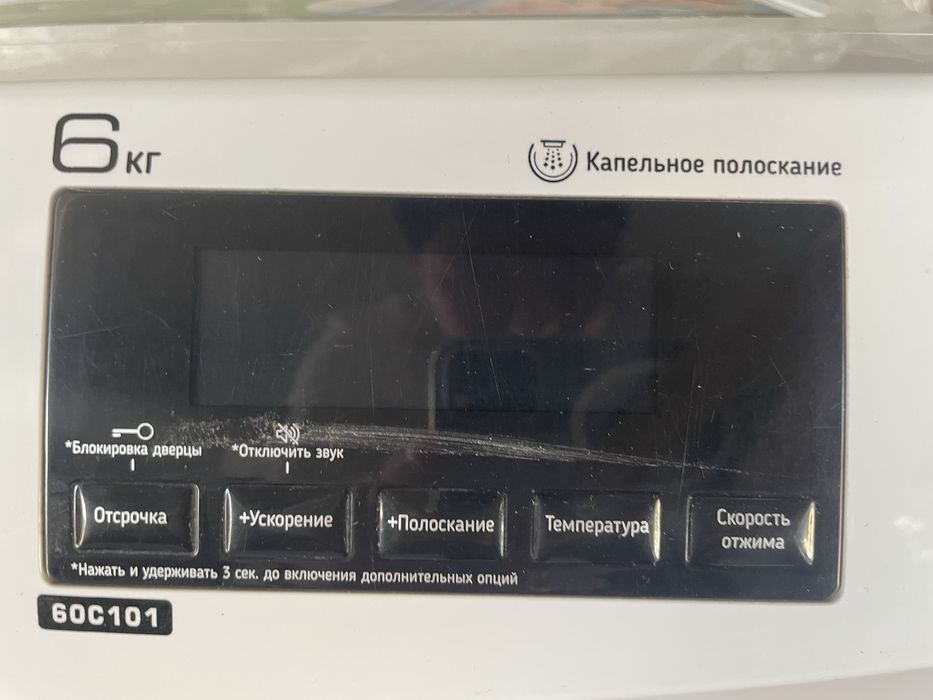 6кг
Капельное полоскание
*Блокировка дверцы
*Отключить звук
Отсрочка
+Ускорение
+Полоскание
Температура
Скорость
отжима
*Нажать и удерживать 3 сек. до включения дополнительных опций
60C101